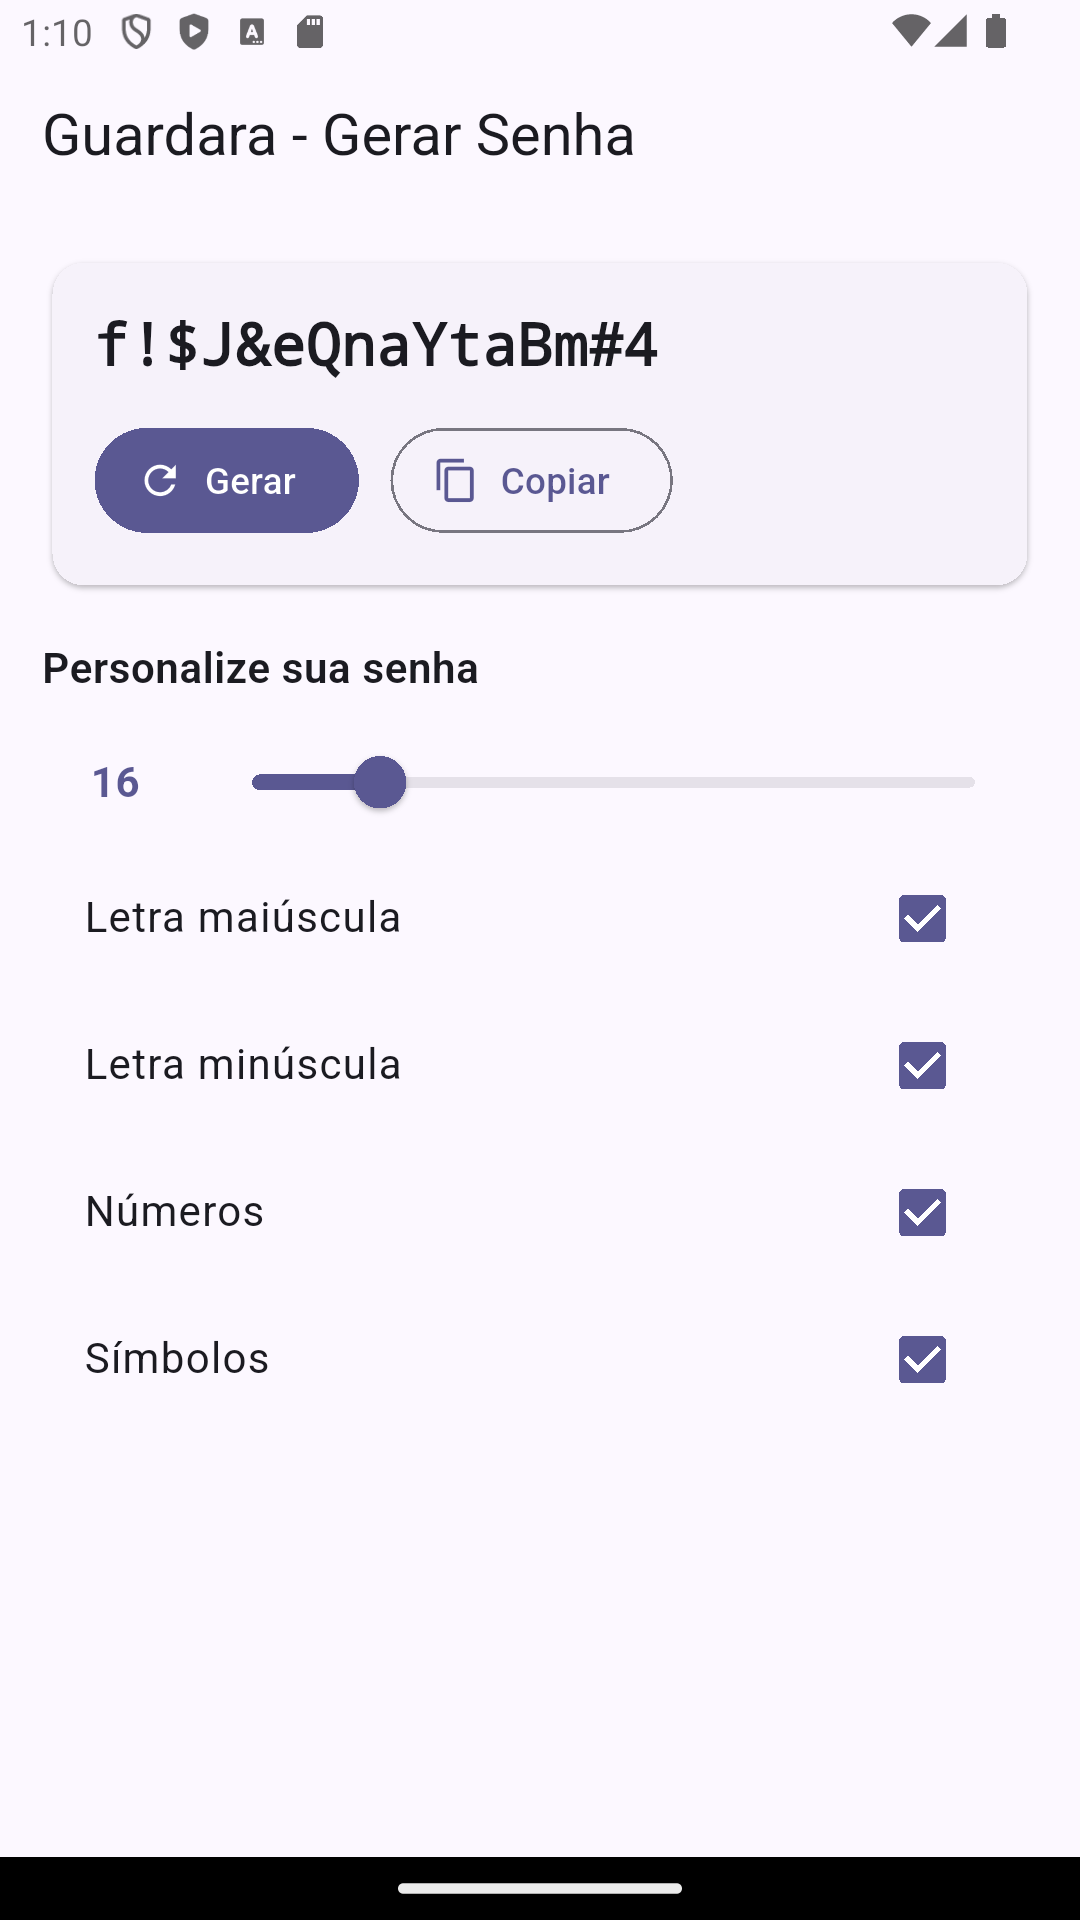 1:10
Guardara - Gerar Senha
f!$J&eQnaYtaBm#4
Gerar
Copiar
Personalize sua senha
16
Letra maiúscula
Letra minúscula
Números
Símbolos